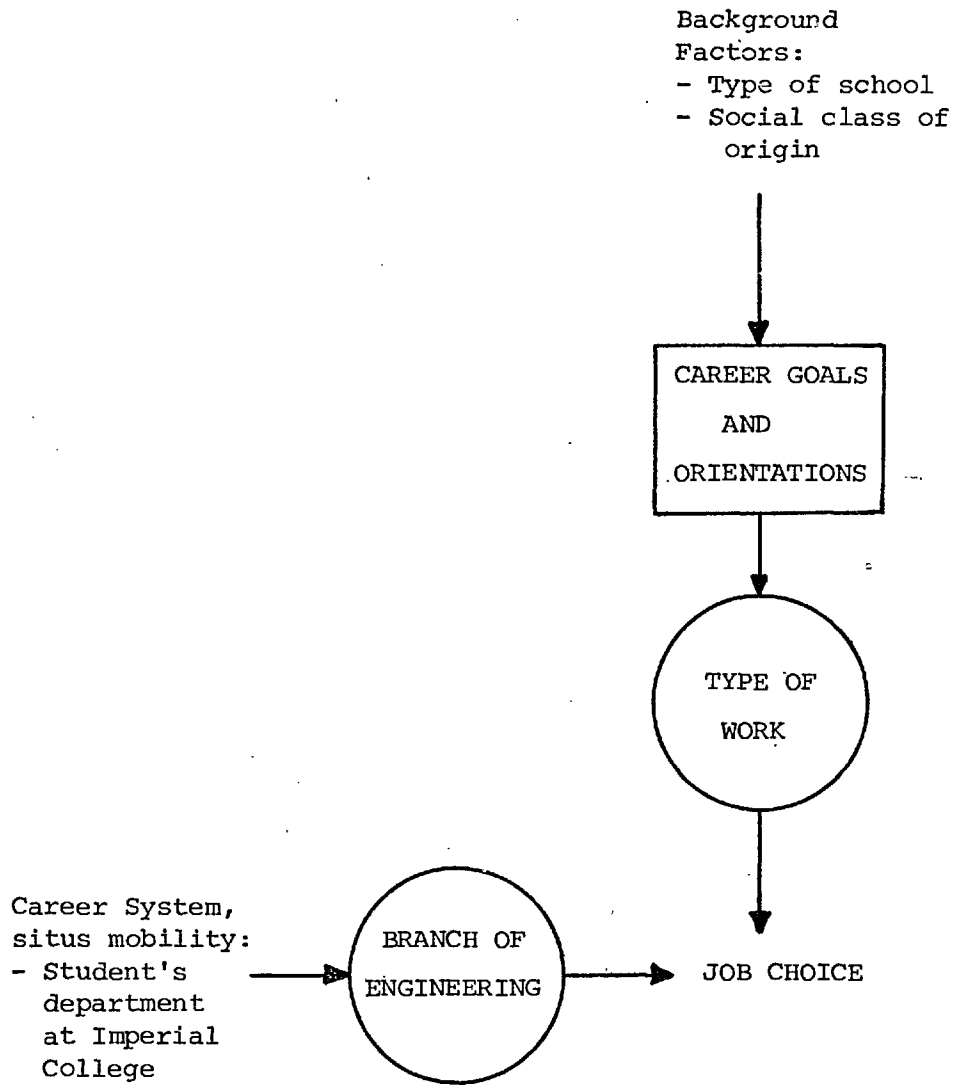 Background
Factors:
- Type of school
- Social class of
origin
CAREER GOALS
AND
ORIENTATIONS
TYPE OF
WORK
Career System,
situs mobility:
- Student's
department
at Imperial
College
BRANCH OF
ENGINEERING
JOB CHOICE